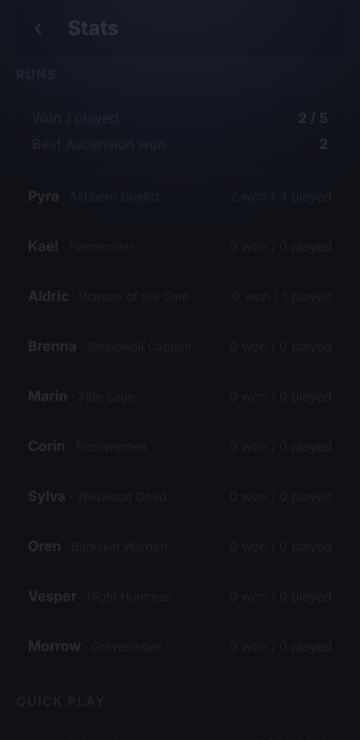 Stats
RUNS
Won / played 2 / 5
Best Ascension won 2
Pyra · Ashborn Duelist 2 won / 4 played
Kael · Flamecaller 0 won / 0 played
Aldric · Warden of the Gate 0 won / 1 played
Brenna · Shieldwall Captain 0 won / 0 played
Marin · Tide Sage 0 won / 0 played
Corin · Frostwarden 0 won / 0 played
Sylva · Wildwood Druid 0 won / 0 played
Oren · Barkskin Warden 0 won / 0 played
Vesper · Night Huntress 0 won / 0 played
Morrow · Gravebinder 0 won / 0 played
QUICK PLAY